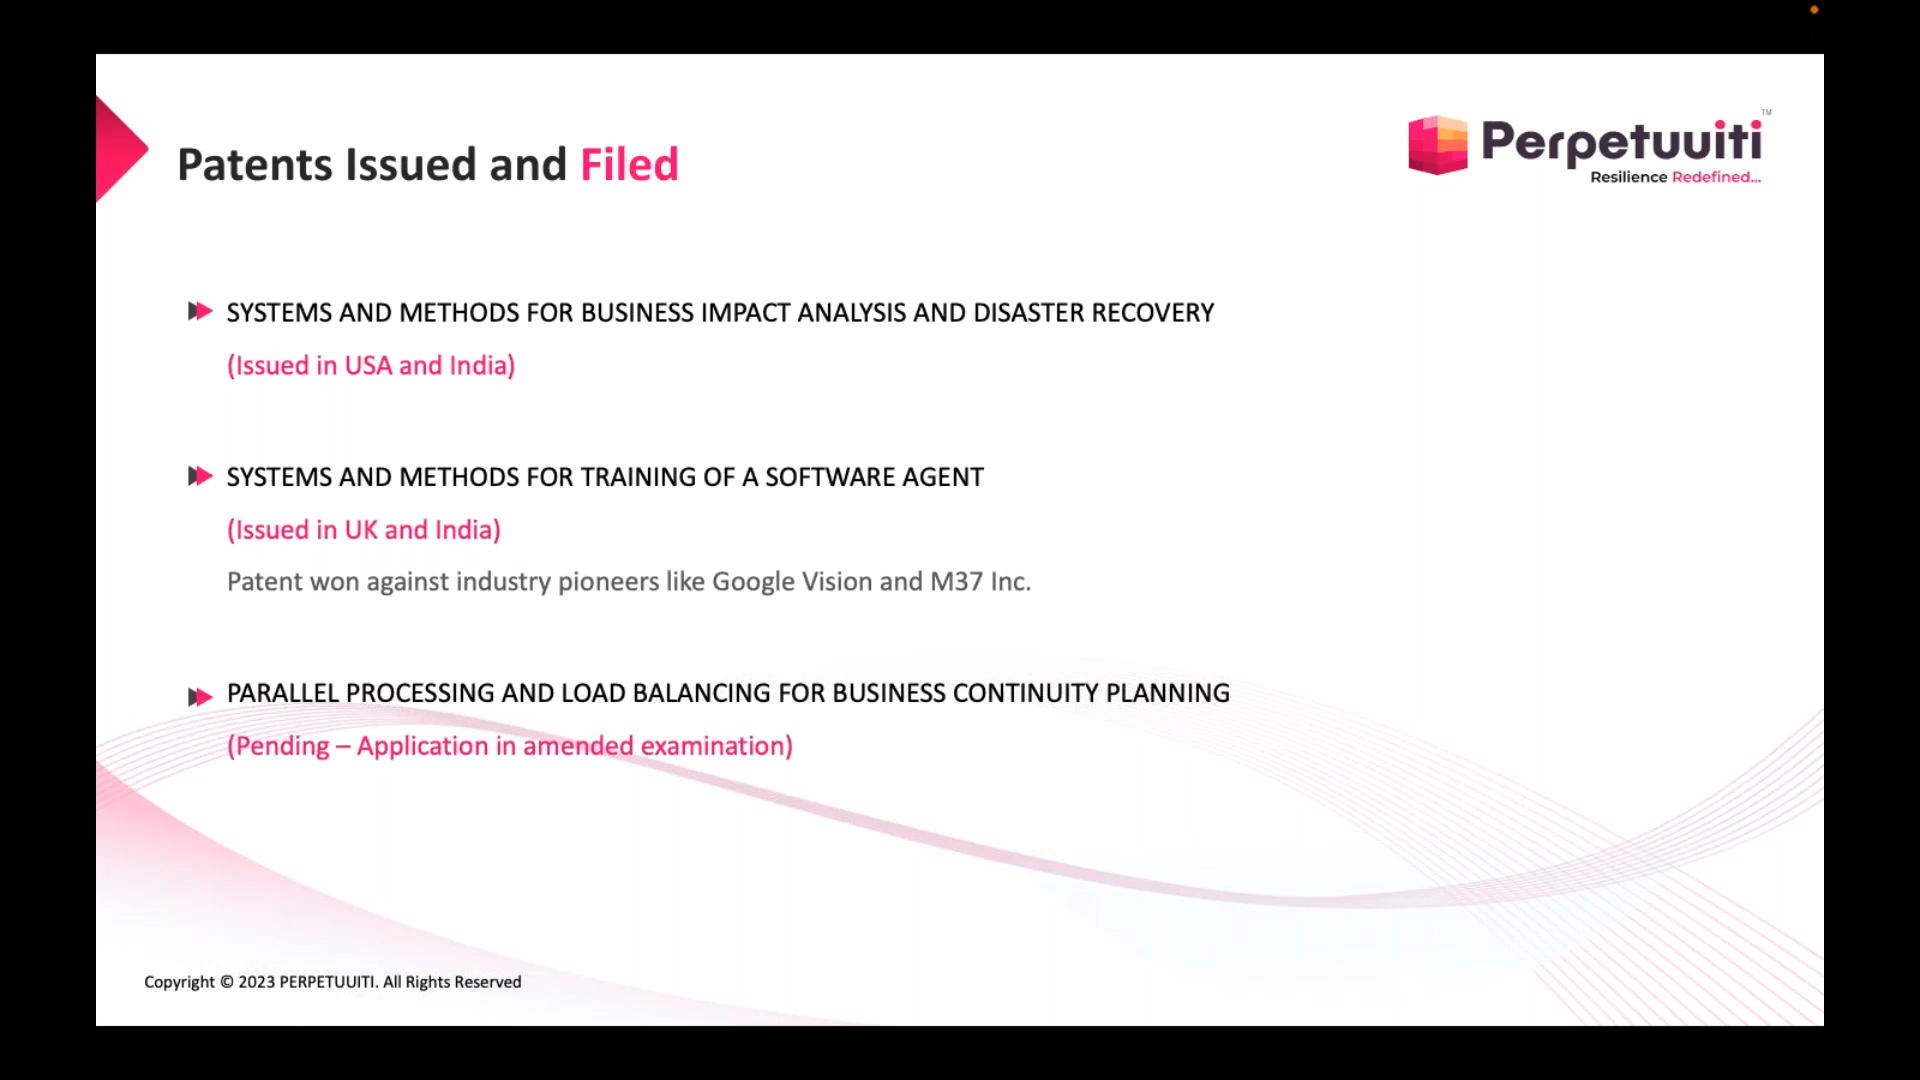 Patents Issued and Filed
Perpetuuiti™
Resilience Redefined...
SYSTEMS AND METHODS FOR BUSINESS IMPACT ANALYSIS AND DISASTER RECOVERY
(Issued in USA and India)
SYSTEMS AND METHODS FOR TRAINING OF A SOFTWARE AGENT
(Issued in UK and India)
Patent won against industry pioneers like Google Vision and M37 Inc.
PARALLEL PROCESSING AND LOAD BALANCING FOR BUSINESS CONTINUITY PLANNING
(Pending – Application in amended examination)
Copyright © 2023 PERPETUUITI. All Rights Reserved